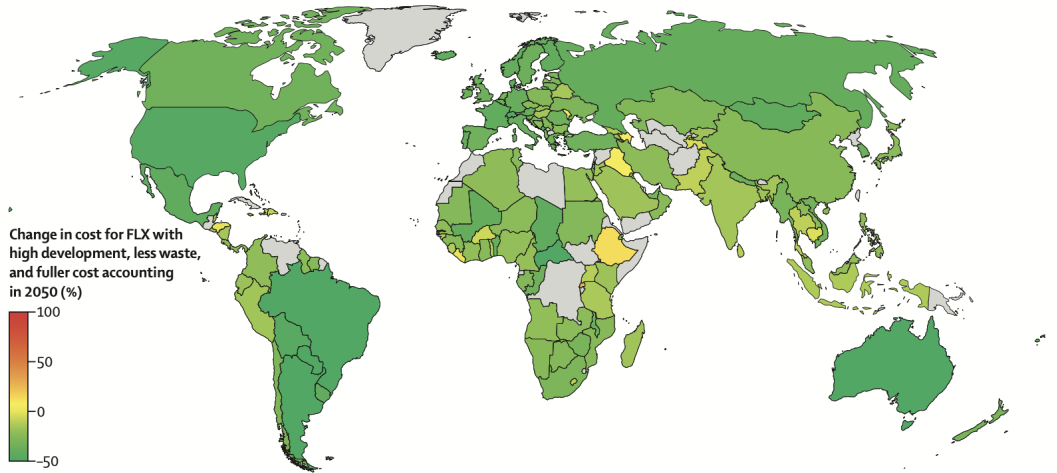 Change in cost for FLX with
high development, less waste,
and fuller cost accounting
in 2050 (%)
100
50
0
–50